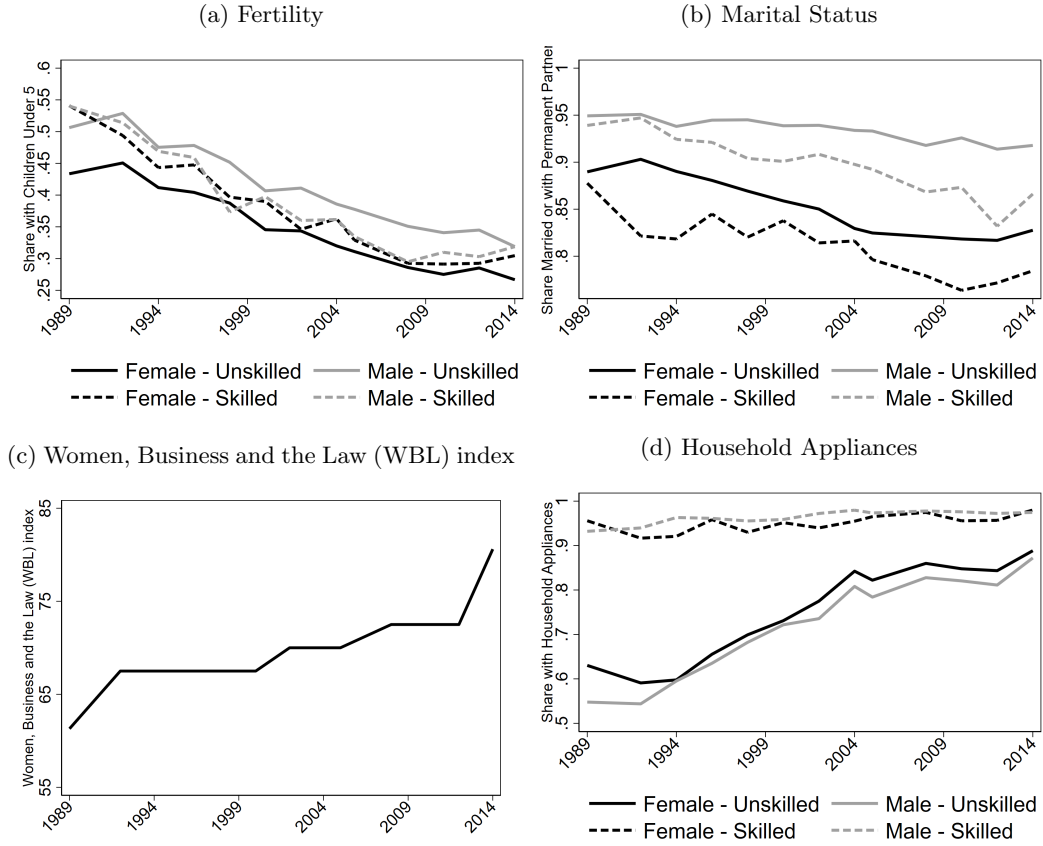 (a) Fertility
Share with Children Under 5
.6
.55
.5
.45
.4
.35
.3
.25
1989
1994
1999
2004
2009
2014
Female - Unskilled
Male - Unskilled
Female - Skilled
Male - Skilled
(b) Marital Status
Share Married or with Permanent Partner
1
.95
.9
.85
.8
1989
1994
1999
2004
2009
2014
Female - Unskilled
Male - Unskilled
Female - Skilled
Male - Skilled
(c) Women, Business and the Law (WBL) index
Women, Business and the Law (WBL) index
85
75
65
55
1989
1994
1999
2004
2009
2014
(d) Household Appliances
Share with Household Appliances
1
.9
.8
.7
.6
.5
1989
1994
1999
2004
2009
2014
Female - Unskilled
Male - Unskilled
Female - Skilled
Male - Skilled